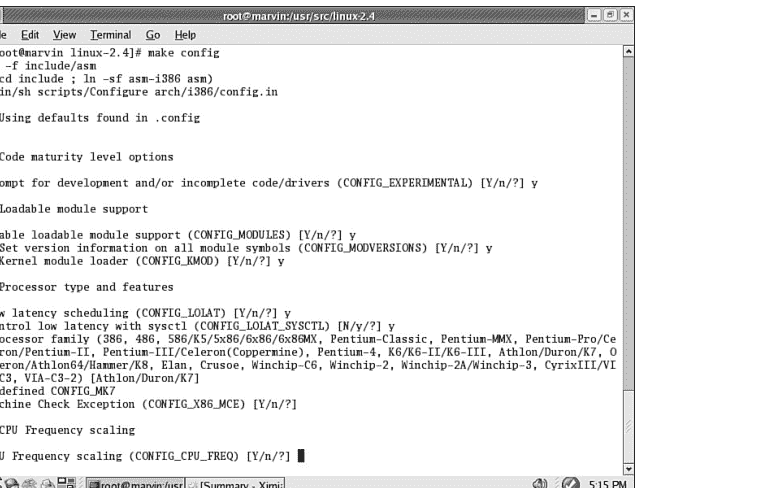 root@marvin:/usr/src/linux-2.4
le Edit View Terminal Go Help
oot@marvin linux-2.4]# make config
-f include/asm
cd include ; ln -sf asm-i386 asm)
in/sh scripts/Configure arch/i386/config.in
Using defaults found in .config
Code maturity level options
ompt for development and/or incomplete code/drivers (CONFIG_EXPERIMENTAL) [Y/n/?] y
Loadable module support
able loadable module support (CONFIG_MODULES) [Y/n/?] y
Set version information on all module symbols (CONFIG_MODVERSIONS) [Y/n/?] y
Kernel module loader (CONFIG_KMOD) [Y/n/?] y
Processor type and features
w latency scheduling (CONFIG_LOLAT) [Y/n/?] y
ntrol low latency with sysctl (CONFIG_LOLAT_SYSCTL) [N/y/?] y
ocessor family (386, 486, 586/K5/5x86/6x86/6x86MX, Pentium-Classic, Pentium-MMX, Pentium-Pro/Ce
ron/Pentium-II, Pentium-III/Celeron(Coppermine), Pentium-4, K6/K6-II/K6-III, Athlon/Duron/K7, O
eron/Athlon64/Hammer/K8, Elan, Crusoe, Winchip-C6, Winchip-2, Winchip-2A/Winchip-3, CyrixIII/VI
C3, VIA-C3-2) [Athlon/Duron/K7]
defined CONFIG_MK7
chine Check Exception (CONFIG_X86_MCE) [Y/n/?]
CPU Frequency scaling
U Frequency scaling (CONFIG_CPU_FREQ) [Y/n/?]
root@marvin:/usr [Summary - Ximi 5:15 PM